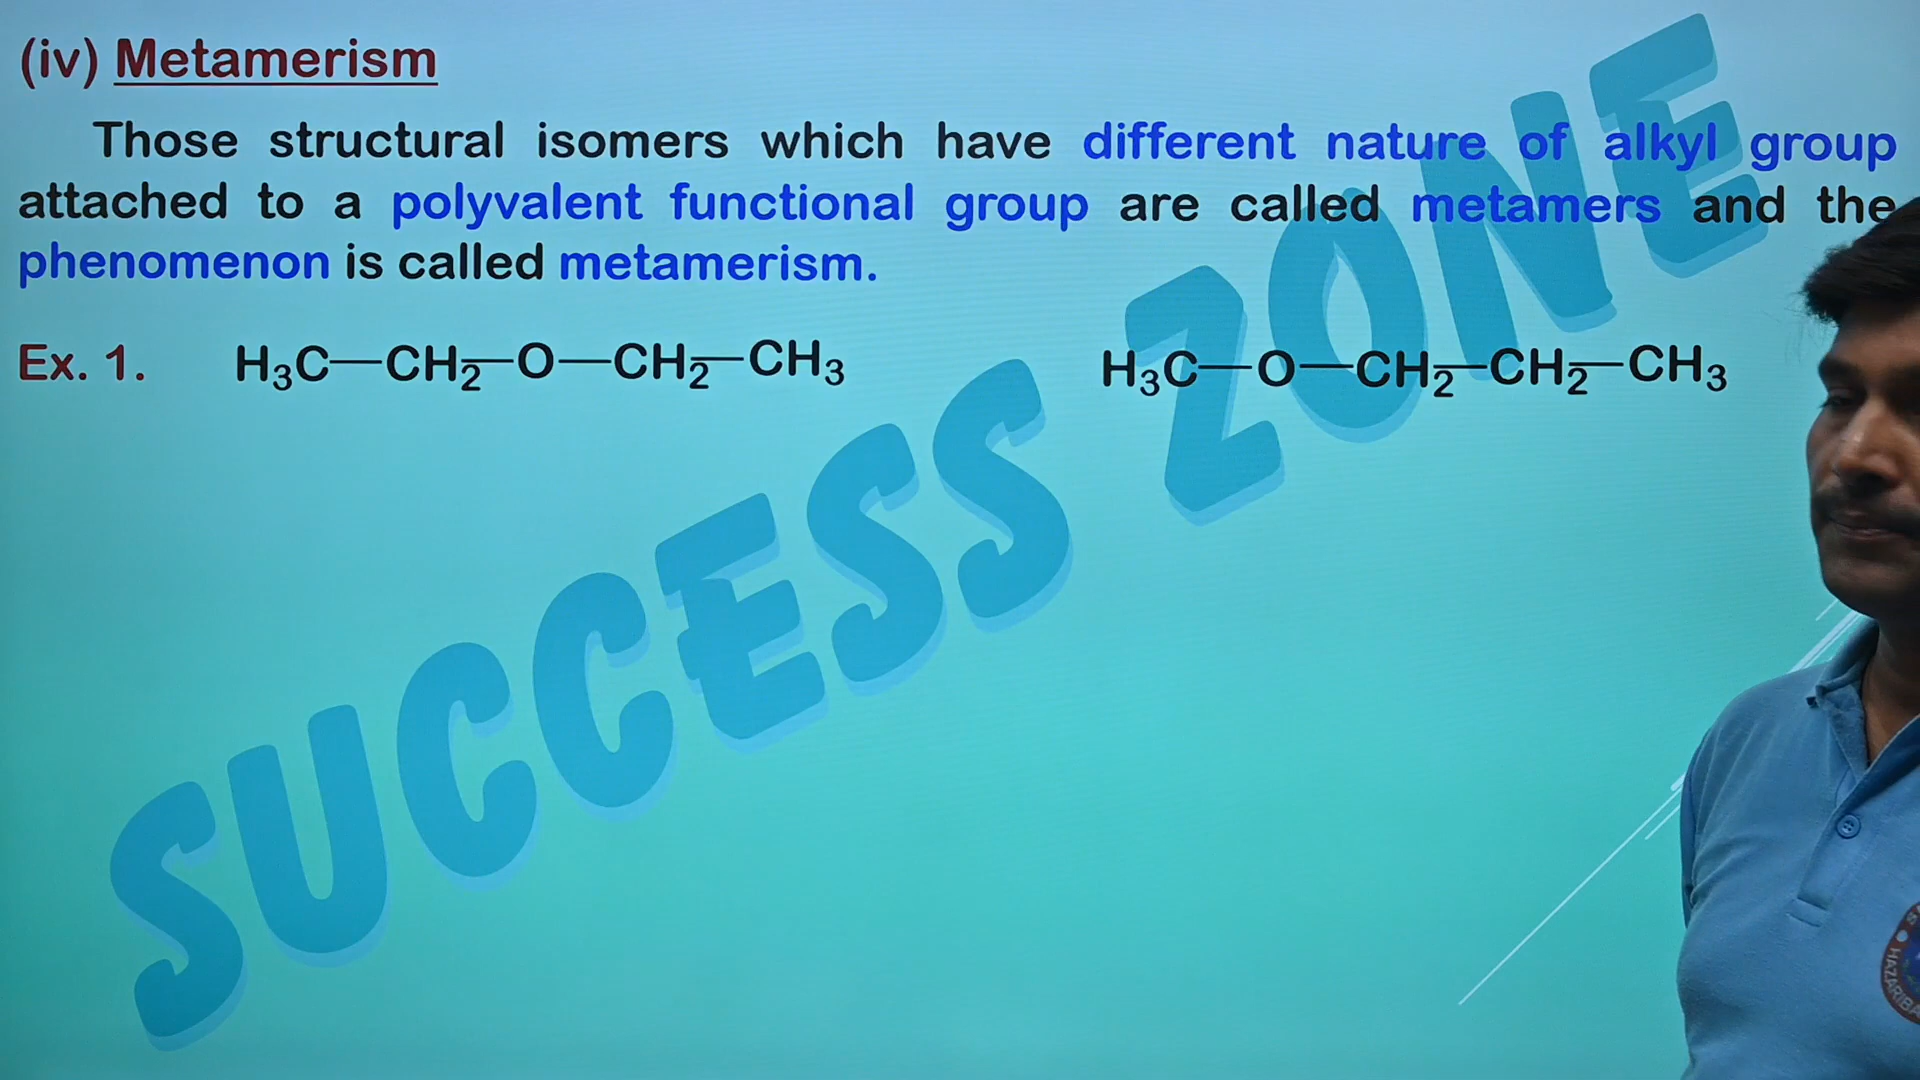 (iv) Metamerism
Those structural isomers which have different nature of alkyl group
attached to a polyvalent functional group are called metamers and the
phenomenon is called metamerism.
Ex. 1. H₃C—CH₂—O—CH₂—CH₃ H₃C—O—CH₂—CH₂—CH₃
SUCCESS ZONE